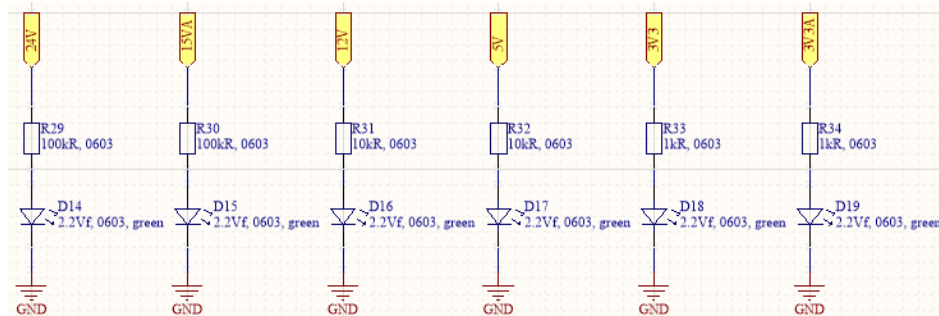 24V
15VA
12V
5V
3V3
3V3A
R29
100kR, 0603
R30
100kR, 0603
R31
10kR, 0603
R32
10kR, 0603
R33
1kR, 0603
R34
1kR, 0603
D14
2.2Vf, 0603, green
D15
2.2Vf, 0603, green
D16
2.2Vf, 0603, green
D17
2.2Vf, 0603, green
D18
2.2Vf, 0603, green
D19
2.2Vf, 0603, green
GND
GND
GND
GND
GND
GND